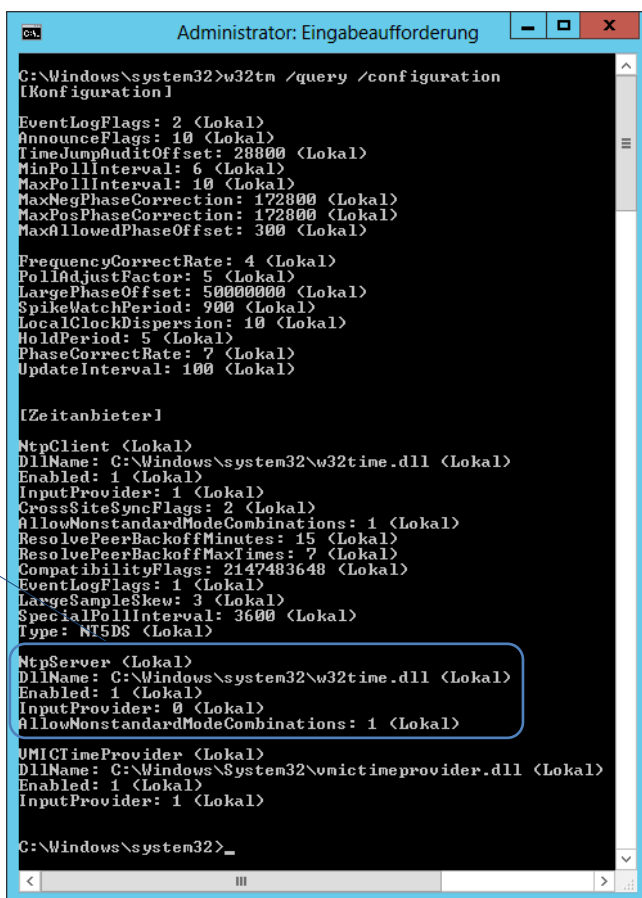 Administrator: Eingabeaufforderung
C:\Windows\system32>w32tm /query /configuration
[Konfiguration]
EventLogFlags: 2 (Lokal)
AnnounceFlags: 10 (Lokal)
TimeJumpAuditOffset: 28800 (Lokal)
MinPollInterval: 6 (Lokal)
MaxPollInterval: 10 (Lokal)
MaxNegPhaseCorrection: 172800 (Lokal)
MaxPosPhaseCorrection: 172800 (Lokal)
MaxAllowedPhaseOffset: 300 (Lokal)
FrequencyCorrectRate: 4 (Lokal)
PollAdjustFactor: 5 (Lokal)
LargePhaseOffset: 50000000 (Lokal)
SpikeWatchPeriod: 900 (Lokal)
LocalClockDispersion: 10 (Lokal)
HoldPeriod: 5 (Lokal)
PhaseCorrectRate: 7 (Lokal)
UpdateInterval: 100 (Lokal)
[Zeitanbieter]
NtpClient (Lokal)
DllName: C:\Windows\system32\w32time.dll (Lokal)
Enabled: 1 (Lokal)
InputProvider: 1 (Lokal)
CrossSiteSyncFlags: 2 (Lokal)
AllowNonstandardModeCombinations: 1 (Lokal)
ResolvePeerBackoffMinutes: 15 (Lokal)
ResolvePeerBackoffMaxTimes: 7 (Lokal)
CompatibilityFlags: 2147483648 (Lokal)
EventLogFlags: 1 (Lokal)
LargeSampleSkew: 3 (Lokal)
SpecialPollInterval: 3600 (Lokal)
Type: NT5DS (Lokal)
NtpServer (Lokal)
DllName: C:\Windows\system32\w32time.dll (Lokal)
Enabled: 1 (Lokal)
InputProvider: 0 (Lokal)
AllowNonstandardModeCombinations: 1 (Lokal)
VMICTimeProvider (Lokal)
DllName: C:\Windows\System32\vmictimeprovider.dll (Lokal)
Enabled: 1 (Lokal)
InputProvider: 1 (Lokal)
C:\Windows\system32>_